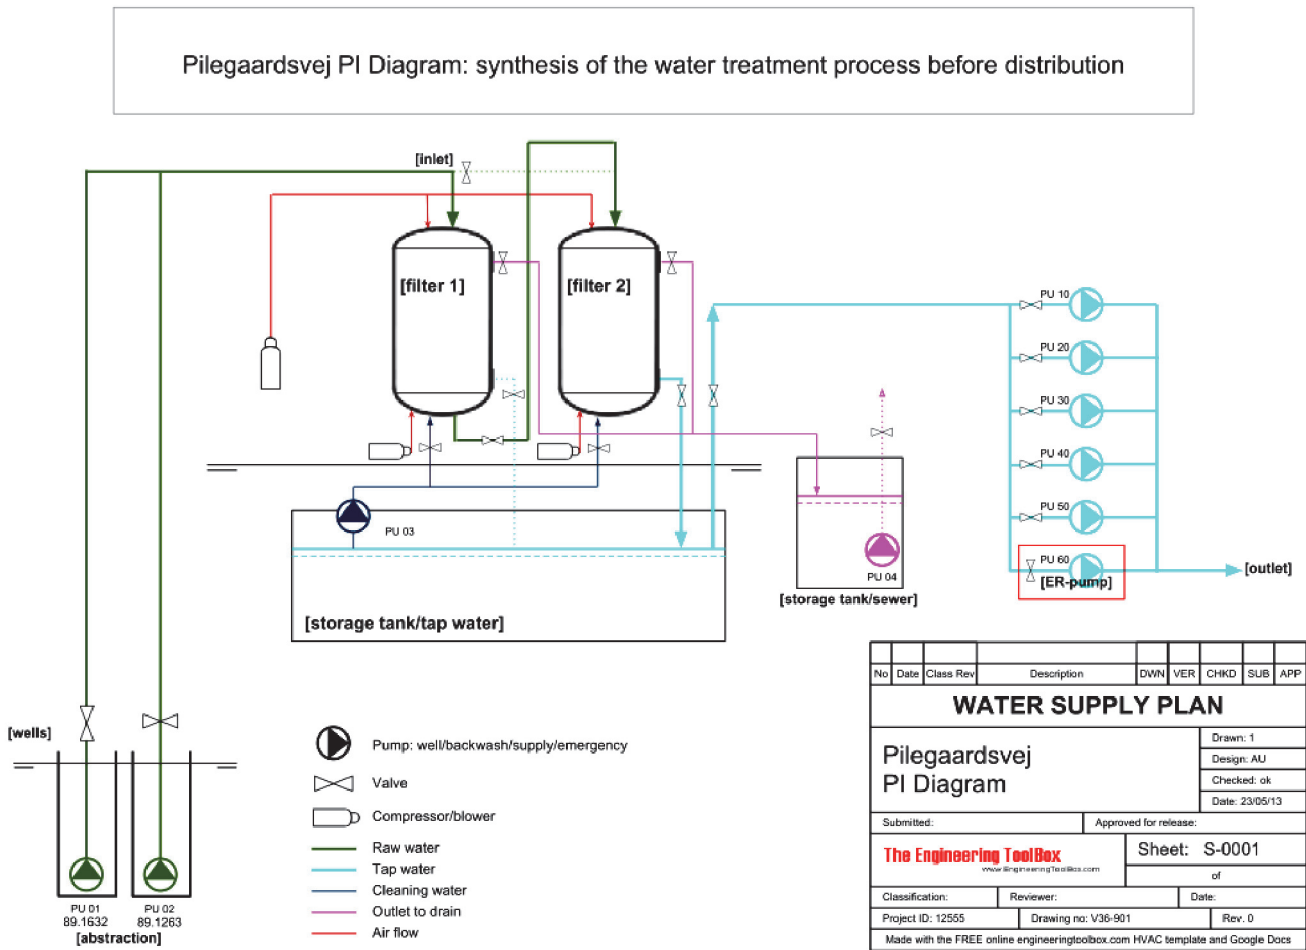 Pilegaardsvej PI Diagram: synthesis of the water treatment process before distribution
[inlet]
[filter 1]
[filter 2]
PU 10
PU 20
PU 30
PU 40
PU 50
PU 60
[ER-pump]
[outlet]
PU 03
[storage tank/tap water]
PU 04
[storage tank/sewer]
[wells]
PU 01
89.1632
PU 02
89.1263
[abstraction]
Pump: well/backwash/supply/emergency
Valve
Compressor/blower
Raw water
Tap water
Cleaning water
Outlet to drain
Air flow
No Date Class Rev Description DWN VER CHKD SUB APP
WATER SUPPLY PLAN
Pilegaardsvej
PI Diagram
Drawn: 1
Design: AU
Checked: ok
Date: 23/05/13
Submitted: Approved for release:
The Engineering ToolBox
www.EngineeringToolBox.com
Sheet: S-0001
of
Classification: Reviewer: Date:
Project ID: 12555 Drawing no: V36-901 Rev. 0
Made with the FREE online engineeringtoolbox.com HVAC template and Google Docs